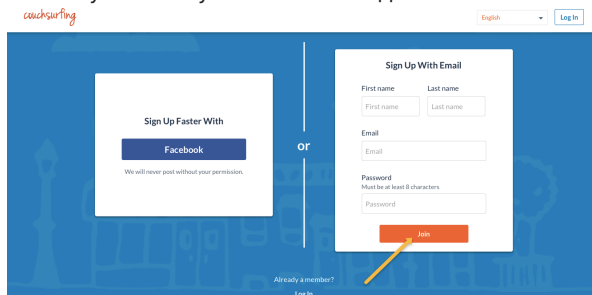 couchsurfing
English
Log In
Sign Up Faster With
Facebook
We will never post without your permission.
or
Sign Up With Email
First name Last name
First name Last name
Email
Email
Password
Must be at least 8 characters
Password
Join
Already a member?
Log In